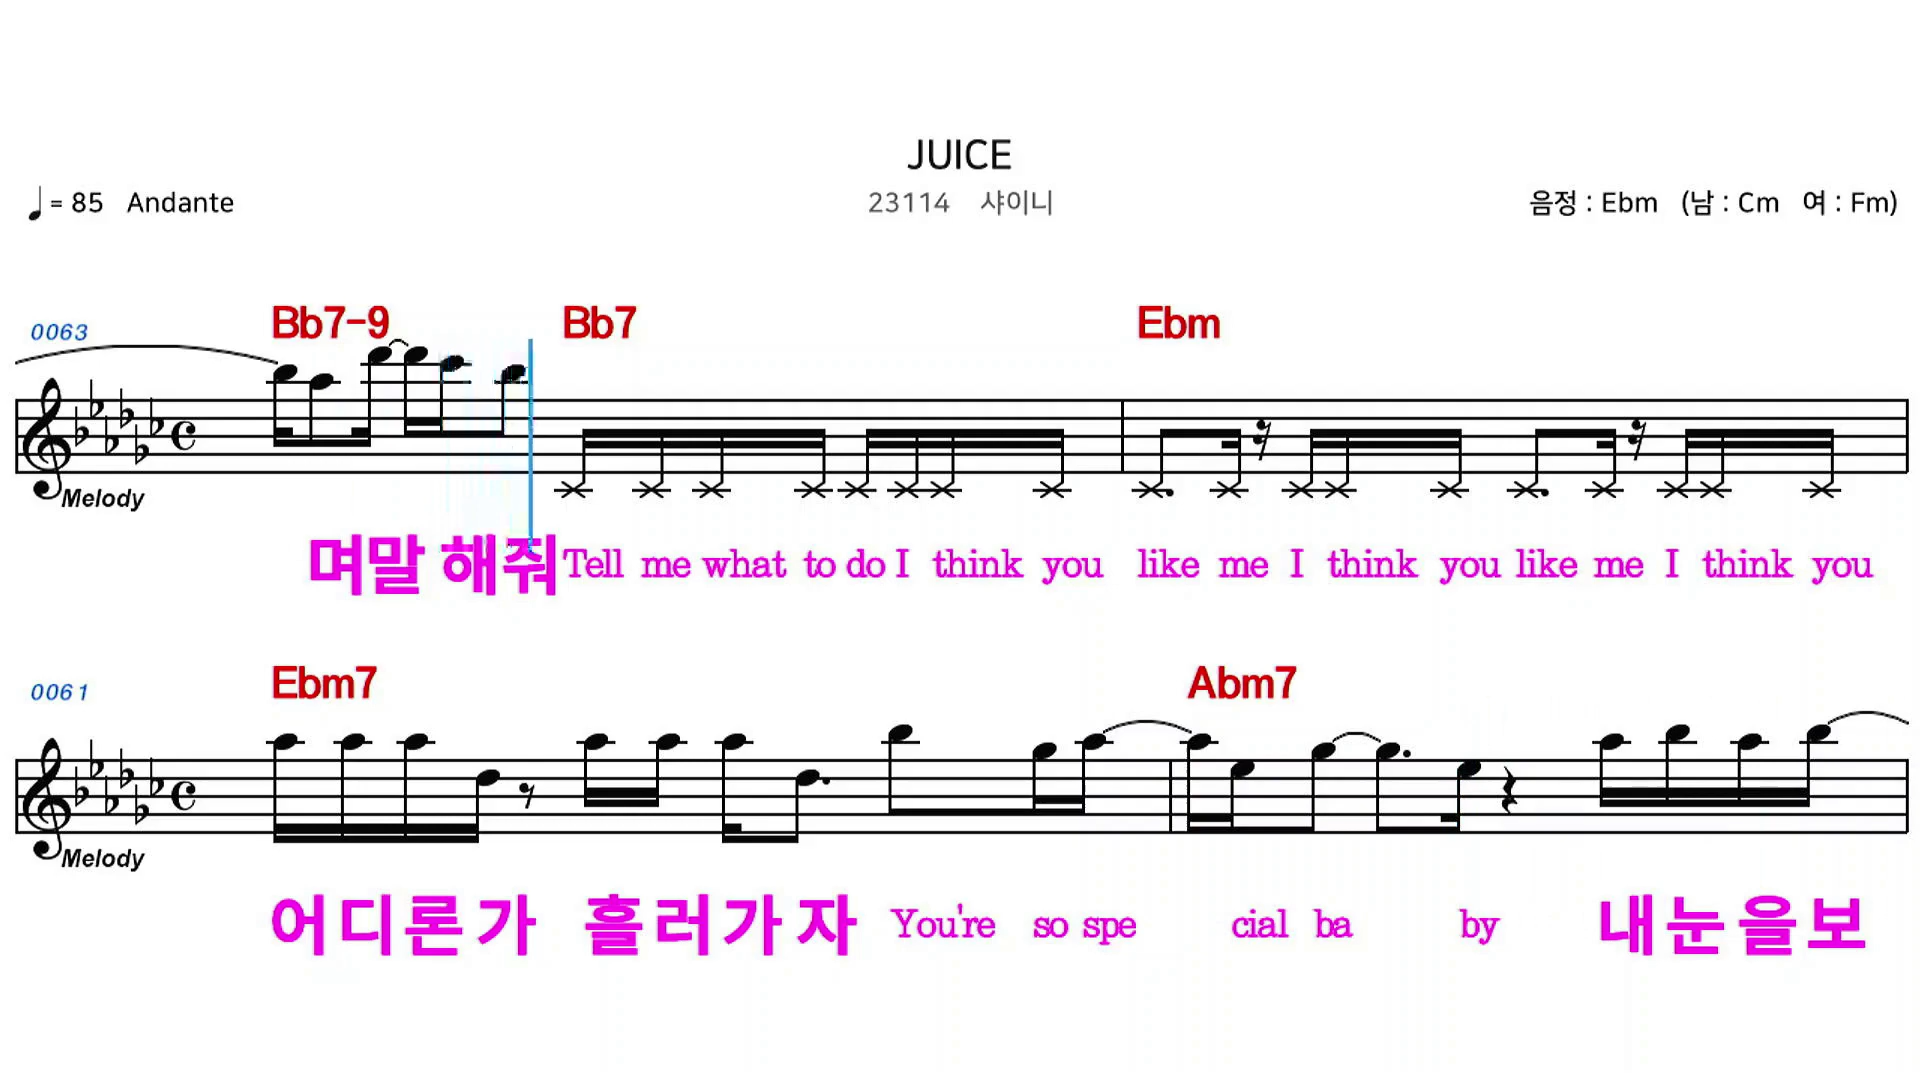 JUICE
♩= 85 Andante
23114 샤이니
음정 : Ebm (남 : Cm 여 : Fm)
0063
Bb7-9 Bb7 Ebm
Melody
며말 해줘 Tell me what to do I think you like me I think you like me I think you
0061
Ebm7 Abm7
Melody
어디론가 흘러가자 You're so spe cial ba by 내눈을보